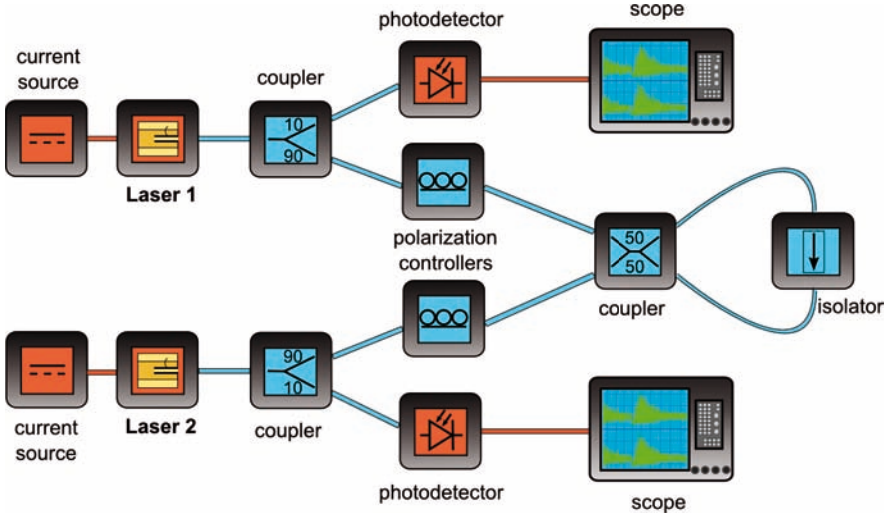 scope
photodetector
current
source
coupler
10
90
Laser 1
polarization
controllers
50
50
coupler
isolator
90
10
current
source
Laser 2
coupler
photodetector
scope